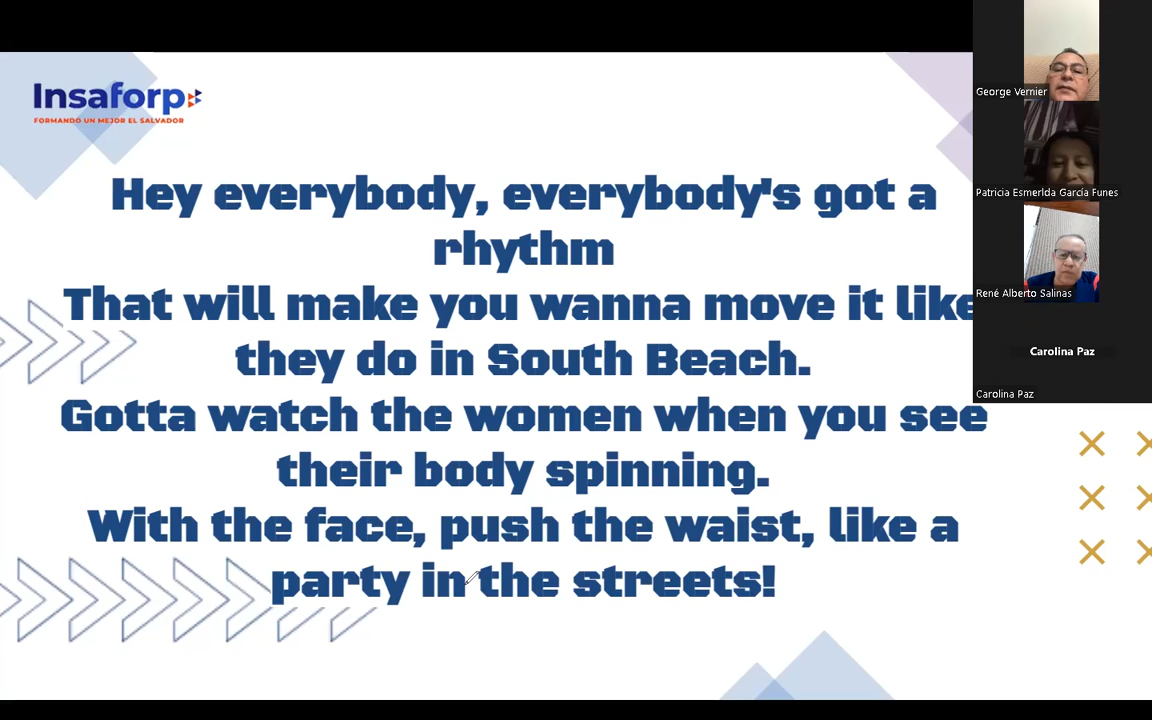 Insaforp
FORMANDO UN MEJOR EL SALVADOR
Hey everybody, everybody's got a
rhythm
That will make you wanna move it like
they do in South Beach.
Gotta watch the women when you see
their body spinning.
With the face, push the waist, like a
party in the streets!
George Vernier
Patricia Esmerlda García Funes
René Alberto Salinas
Carolina Paz
Carolina Paz